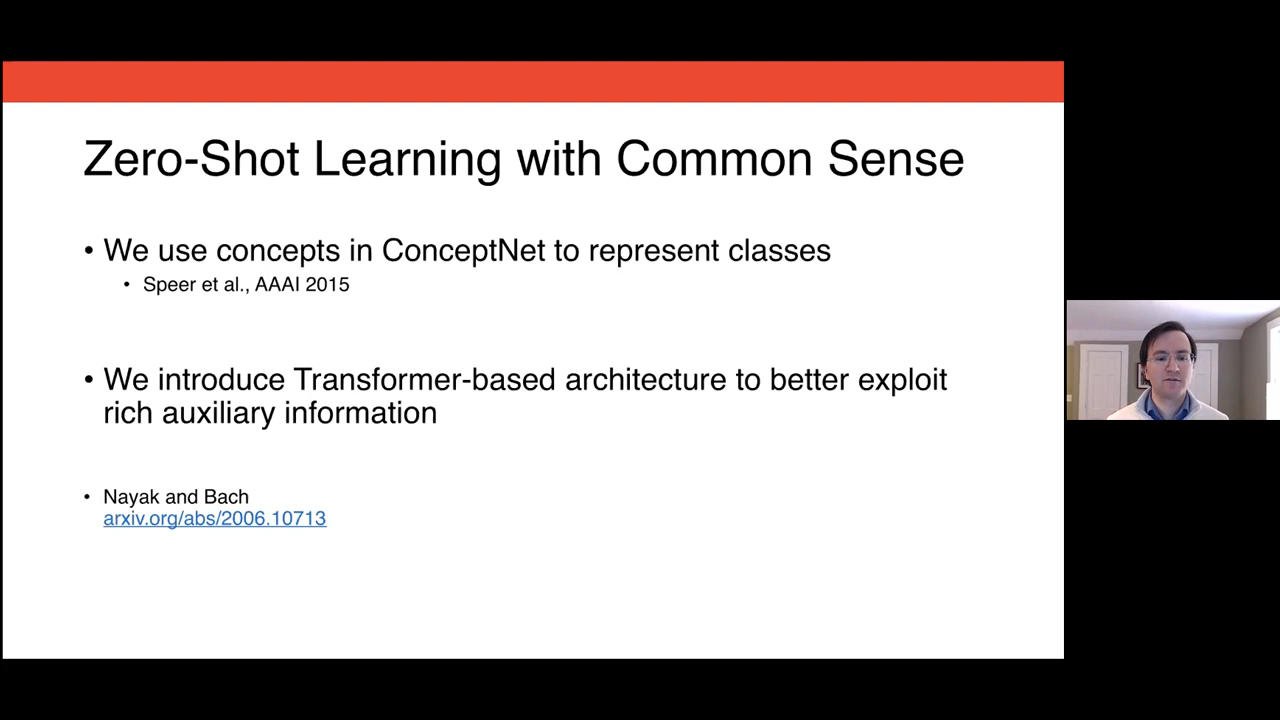 Zero-Shot Learning with Common Sense
• We use concepts in ConceptNet to represent classes
• Speer et al., AAAI 2015
• We introduce Transformer-based architecture to better exploit
rich auxiliary information
• Nayak and Bach
arxiv.org/abs/2006.10713